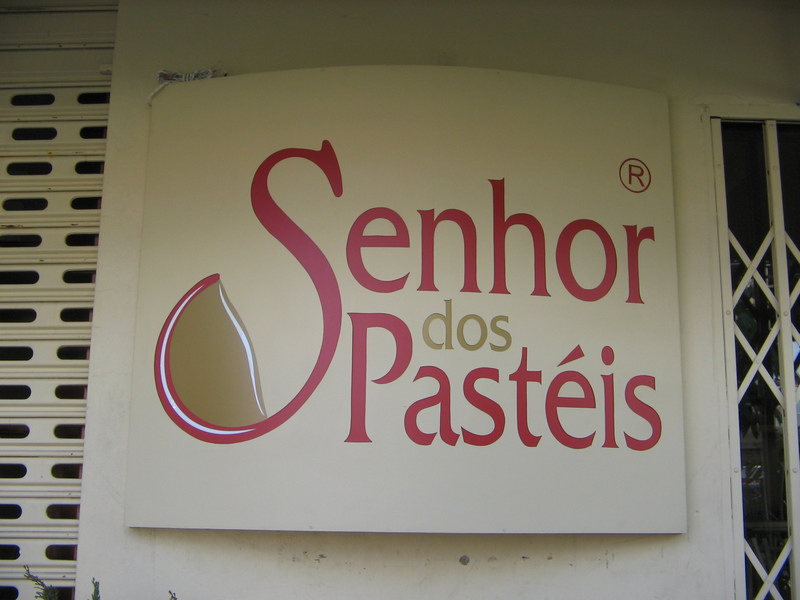 Senhor ®
dos
Pastéis